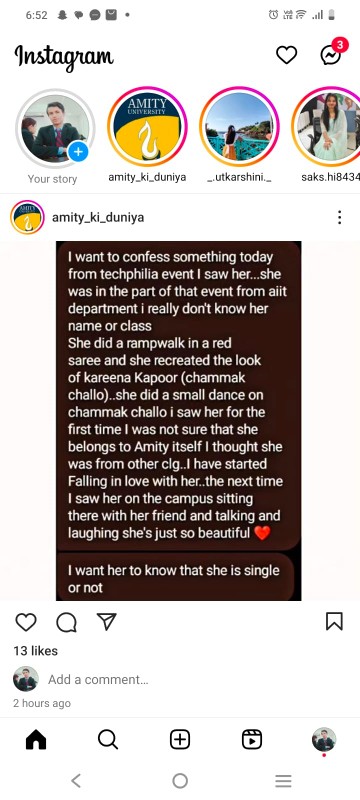 6:52
Instagram
3
AMITY
UNIVERSITY
Your story
amity_ki_duniya
_.utkarshini._
saks.hi8434
amity_ki_duniya
I want to confess something today
from techphilia event I saw her...she
was in the part of that event from aiit
department i really don't know her
name or class
She did a rampwalk in a red
saree and she recreated the look
of kareena Kapoor (chammak
challo)..she did a small dance on
chammak challo i saw her for the
first time I was not sure that she
belongs to Amity itself I thought she
was from other clg..I have started
Falling in love with her..the next time
I saw her on the campus sitting
there with her friend and talking and
laughing she's just so beautiful ❤️
I want her to know that she is single
or not
13 likes
Add a comment...
2 hours ago